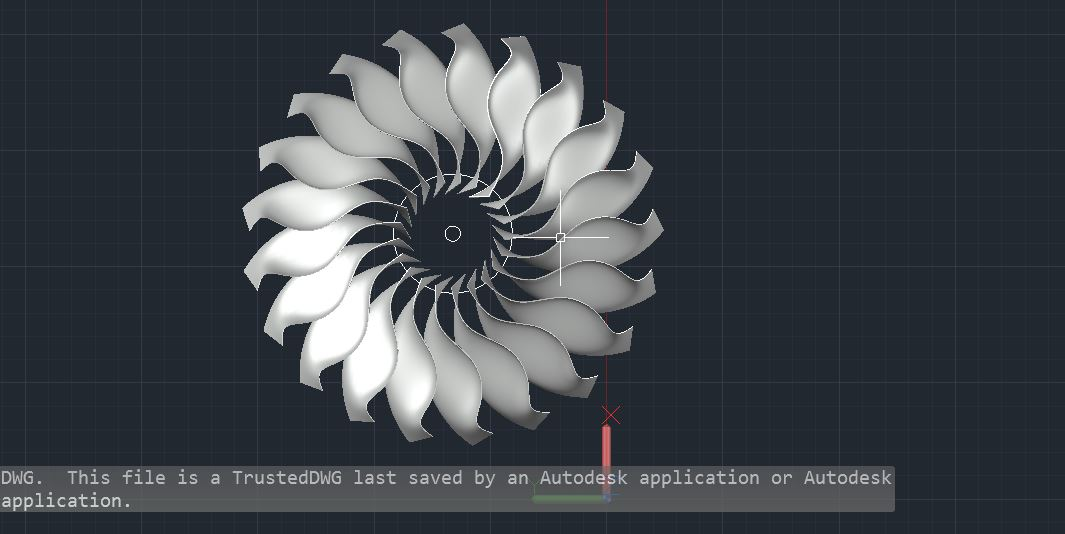 DWG.  This file is a TrustedDWG last saved by an Autodesk application or Autodesk
application.
X